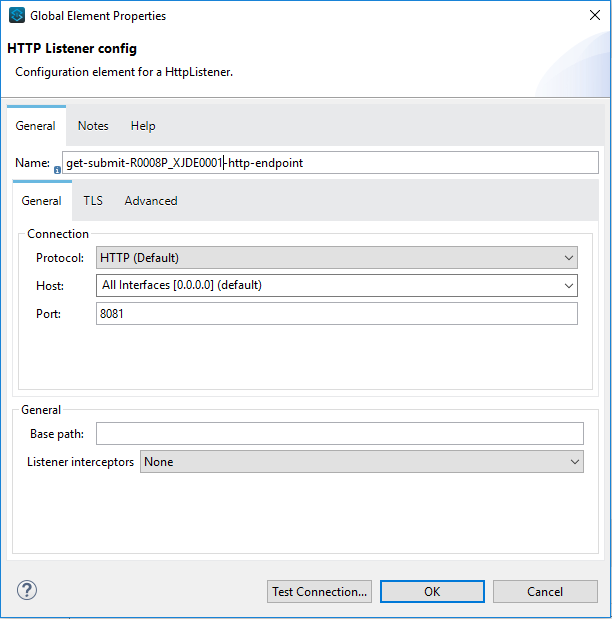 Global Element Properties
HTTP Listener config
Configuration element for a HttpListener.
General Notes Help
Name: get-submit-R0008P_XJDE0001-http-endpoint
General TLS Advanced
Connection
Protocol: HTTP (Default)
Host: All Interfaces [0.0.0.0] (default)
Port: 8081
General
Base path:
Listener interceptors None
Test Connection... OK Cancel